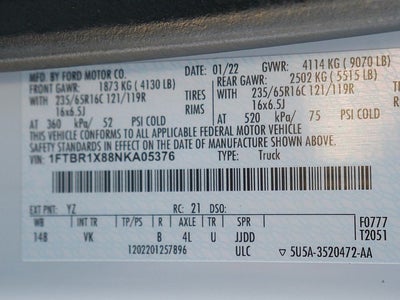 MFD. BY FORD MOTOR CO.
DATE: 01/22 GVWR: 4114 KG ( 9070 LB)
FRONT GAWR: 1873 KG ( 4130 LB) REAR GAWR: 2502 KG ( 5515 LB)
WITH WITH
235/65R16C 121/119R TIRES 235/65R16C 121/119R
16x6.5J RIMS 16x6.5J
AT 360 kPa/ 52 PSI COLD AT 520 kPa/ 75 PSI COLD
THIS VEHICLE CONFORMS TO ALL APPLICABLE FEDERAL MOTOR VEHICLE
SAFETY STANDARDS IN EFFECT ON THE DATE OF MANUFACTURE SHOWN ABOVE.
VIN: 1FTBR1X88NKA05376 TYPE: Truck
EXT PNT: YZ RC: 21 DSO: F0777
WB INT TR TP/PS R AXLE TR SPR T2051
148 VK B 4L U JJDD
1202201257896 ULC 5U5A-3520472-AA